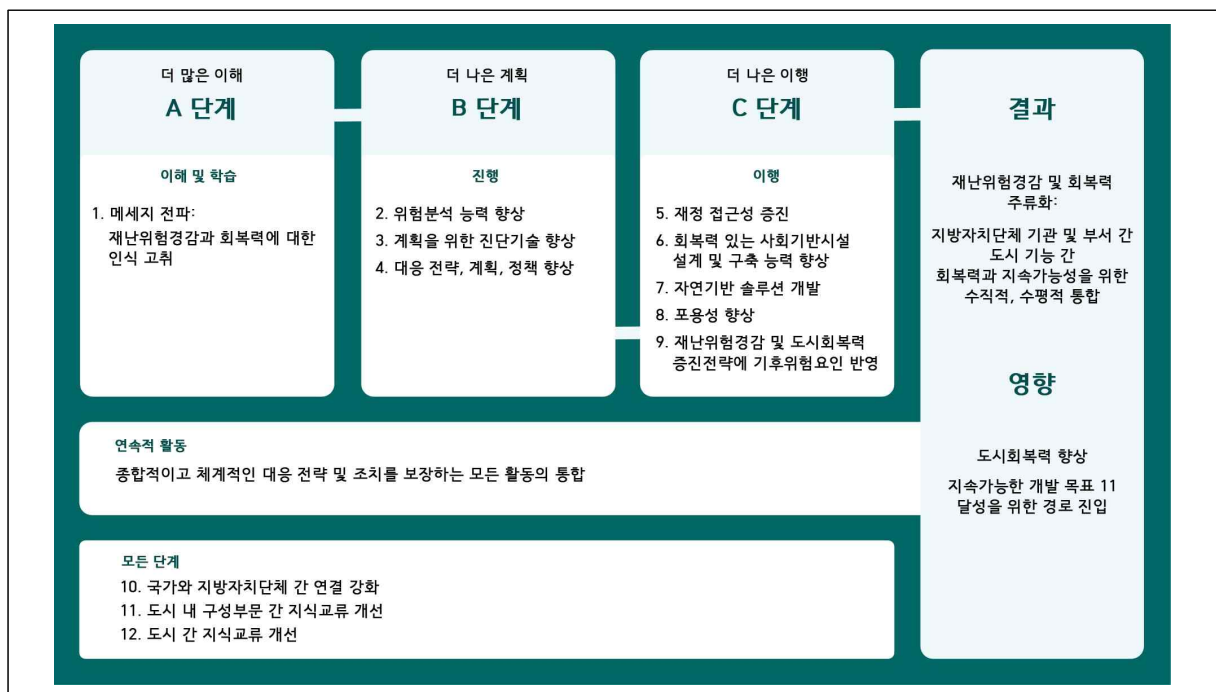 더 많은 이해
A 단계
이해 및 학습
1. 메세지 전파:
재난위험경감과 회복력에 대한
인식 고취
더 나은 계획
B 단계
진행
2. 위험분석 능력 향상
3. 계획을 위한 진단기술 향상
4. 대응 전략, 계획, 정책 향상
더 나은 이행
C 단계
이행
5. 재정 접근성 증진
6. 회복력 있는 사회기반시설
설계 및 구축 능력 향상
7. 자연기반 솔루션 개발
8. 포용성 향상
9. 재난위험경감 및 도시회복력
증진전략에 기후위험요인 반영
결과
재난위험경감 및 회복력
주류화:
지방자치단체 기관 및 부서 간
도시 기능 간
회복력과 지속가능성을 위한
수직적, 수평적 통합
영향
도시회복력 향상
지속가능한 개발 목표 11
달성을 위한 경로 진입
연속적 활동
종합적이고 체계적인 대응 전략 및 조치를 보장하는 모든 활동의 통합
모든 단계
10. 국가와 지방자치단체 간 연결 강화
11. 도시 내 구성부문 간 지식교류 개선
12. 도시 간 지식교류 개선